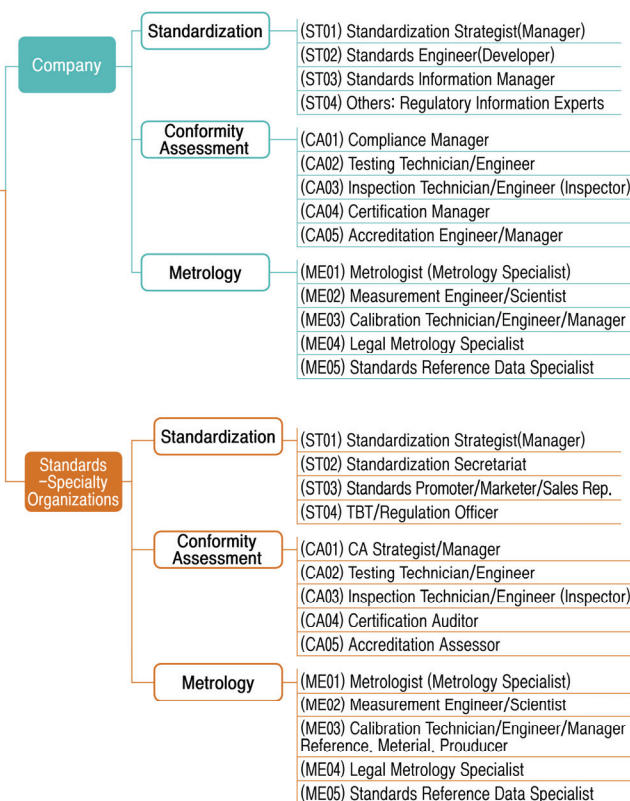 Company
Standardization
(ST01) Standardization Strategist(Manager)
(ST02) Standards Engineer(Developer)
(ST03) Standards Information Manager
(ST04) Others: Regulatory Information Experts
Conformity
Assessment
(CA01) Compliance Manager
(CA02) Testing Technician/Engineer
(CA03) Inspection Technician/Engineer (Inspector)
(CA04) Certification Manager
(CA05) Accreditation Engineer/Manager
Metrology
(ME01) Metrologist (Metrology Specialist)
(ME02) Measurement Engineer/Scientist
(ME03) Calibration Technician/Engineer/Manager
(ME04) Legal Metrology Specialist
(ME05) Standards Reference Data Specialist
Standards
-Specialty
Organizations
Standardization
(ST01) Standardization Strategist(Manager)
(ST02) Standardization Secretariat
(ST03) Standards Promoter/Marketer/Sales Rep.
(ST04) TBT/Regulation Officer
Conformity
Assessment
(CA01) CA Strategist/Manager
(CA02) Testing Technician/Engineer
(CA03) Inspection Technician/Engineer (Inspector)
(CA04) Certification Auditor
(CA05) Accreditation Assessor
Metrology
(ME01) Metrologist (Metrology Specialist)
(ME02) Measurement Engineer/Scientist
(ME03) Calibration Technician/Engineer/Manager
Reference, Meterial, Prouducer
(ME04) Legal Metrology Specialist
(ME05) Standards Reference Data Specialist